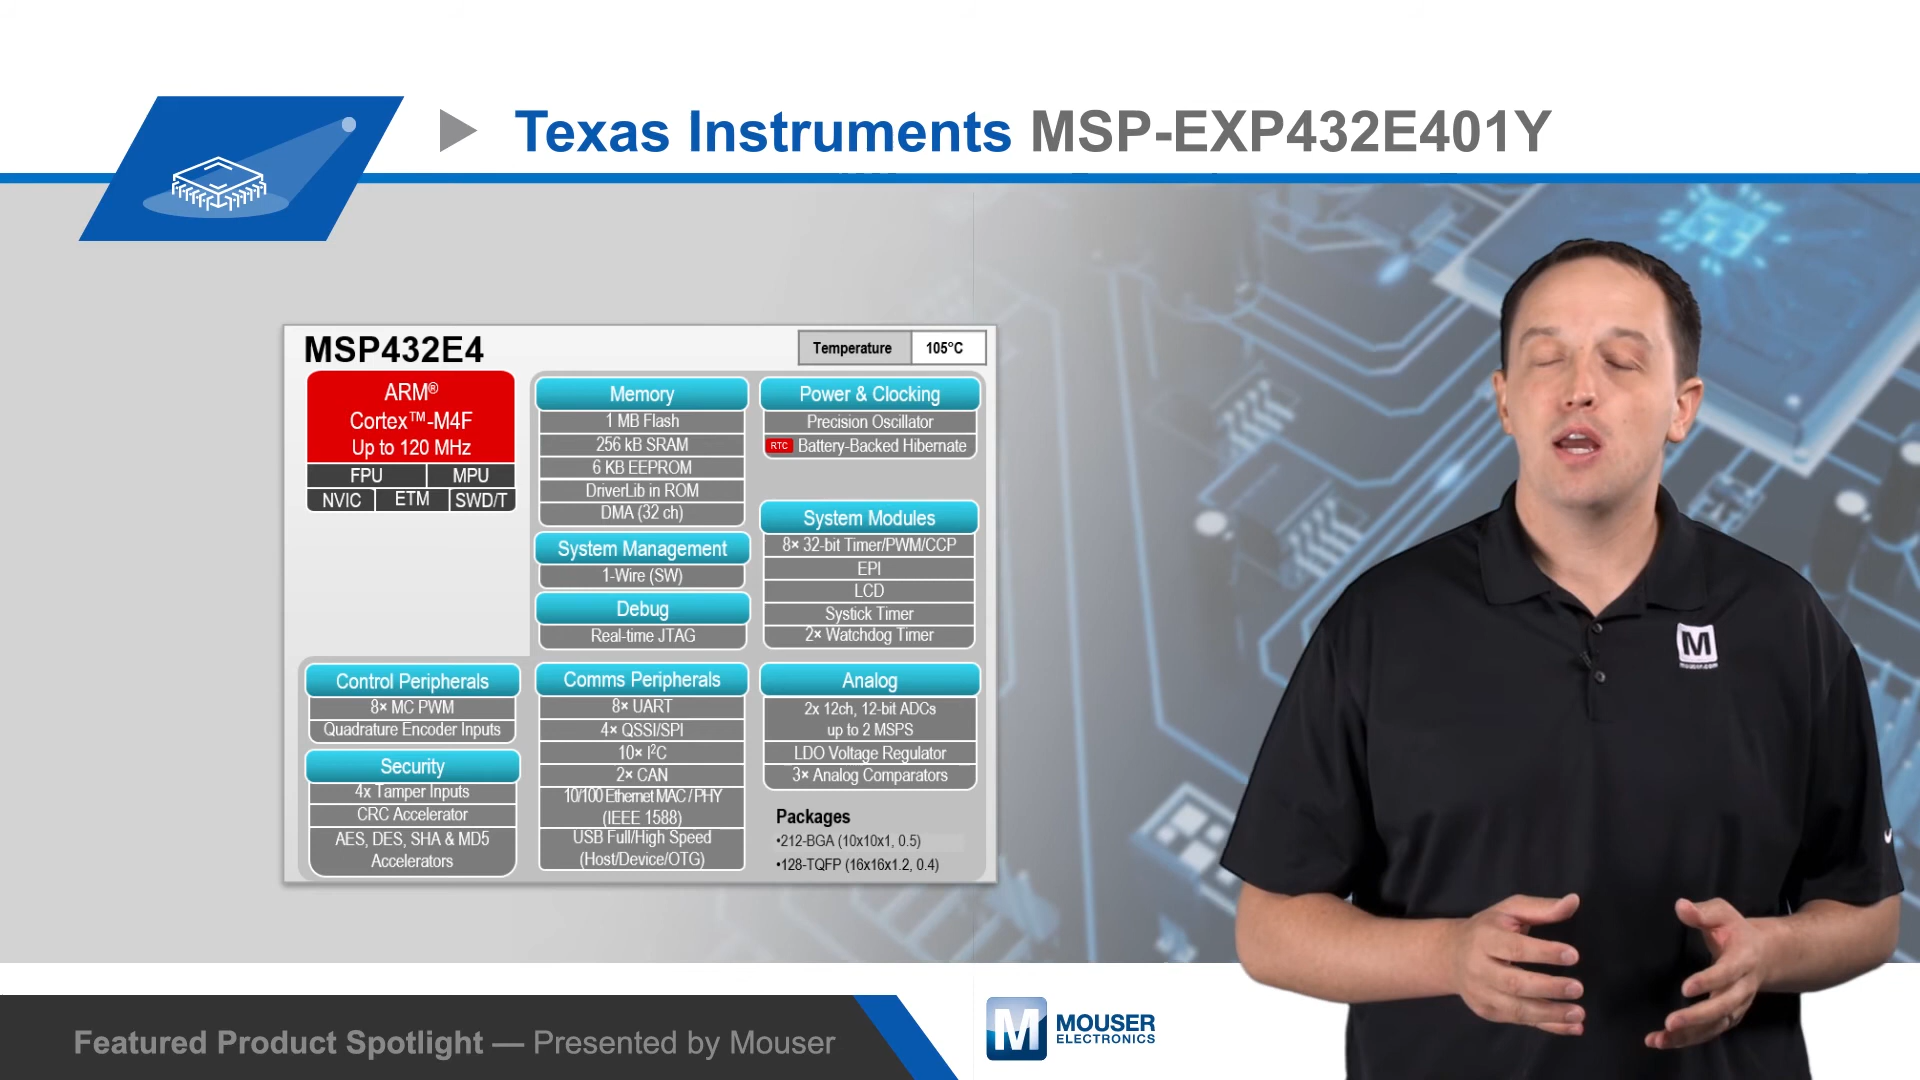 Texas Instruments MSP-EXP432E401Y
MSP432E4
Temperature 105°C
ARM®
Cortex™-M4F
Up to 120 MHz
FPU MPU
NVIC ETM SWD/T
Memory
1 MB Flash
256 kB SRAM
6 KB EEPROM
DriverLib in ROM
DMA (32 ch)
System Management
1-Wire (SW)
Debug
Real-time JTAG
Power & Clocking
Precision Oscillator
RTC Battery-Backed Hibernate
System Modules
8× 32-bit Timer/PWM/CCP
EPI
LCD
Systick Timer
2× Watchdog Timer
Control Peripherals
8× MC PWM
Quadrature Encoder Inputs
Security
4x Tamper Inputs
CRC Accelerator
AES, DES, SHA & MD5
Accelerators
Comms Peripherals
8× UART
4× QSSI/SPI
10× I²C
2× CAN
10/100 Ethernet MAC / PHY
(IEEE 1588)
USB Full/High Speed
(Host/Device/OTG)
Analog
2x 12ch, 12-bit ADCs
up to 2 MSPS
LDO Voltage Regulator
3× Analog Comparators
Packages
•212-BGA (10x10x1, 0.5)
•128-TQFP (16x16x1.2, 0.4)
M
mouser.com
Featured Product Spotlight — Presented by Mouser
M MOUSER
ELECTRONICS